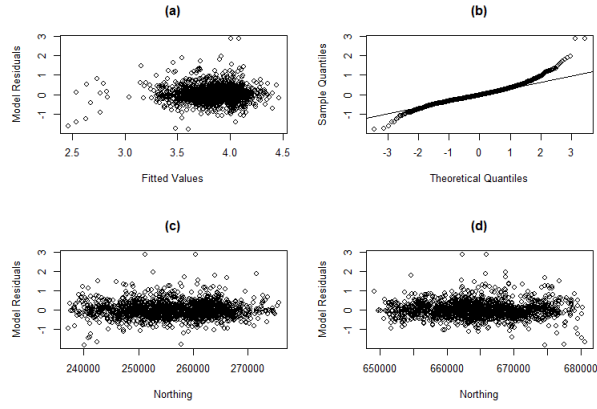 (a)
Model Residuals
3
2
1
0
-1
2.5 3.0 3.5 4.0 4.5
Fitted Values
(b)
Sample Quantiles
3
2
1
0
-1
-3 -2 -1 0 1 2 3
Theoretical Quantiles
(c)
Model Residuals
3
2
1
0
-1
240000 250000 260000 270000
Northing
(d)
Model Residuals
3
2
1
0
-1
650000 660000 670000 680000
Northing